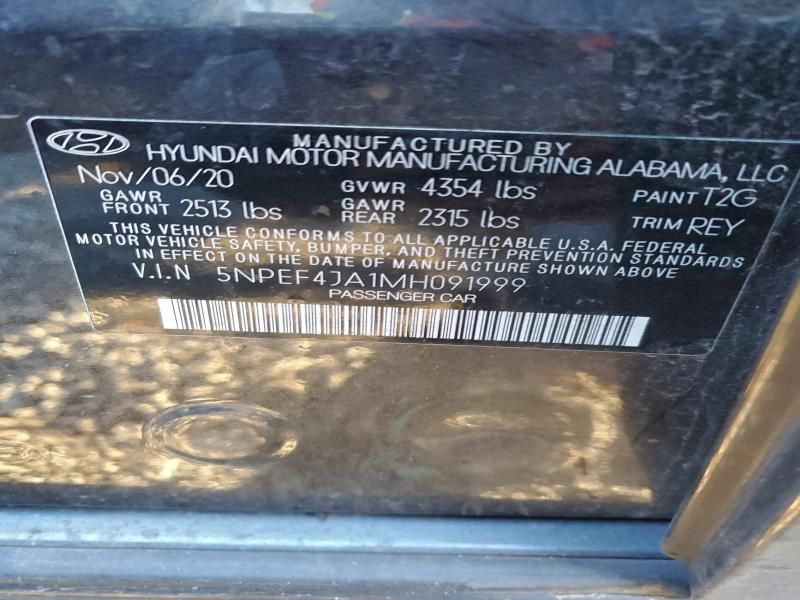 MANUFACTURED BY
HYUNDAI MOTOR MANUFACTURING ALABAMA, LLC
Nov/06/20 GVWR 4354 lbs PAINT T2G
GAWR FRONT 2513 lbs GAWR REAR 2315 lbs TRIM REY
THIS VEHICLE CONFORMS TO ALL APPLICABLE U.S.A. FEDERAL
MOTOR VEHICLE SAFETY, BUMPER, AND THEFT PREVENTION STANDARDS
IN EFFECT ON THE DATE OF MANUFACTURE SHOWN ABOVE
V.I.N 5NPEF4JA1MH091999
PASSENGER CAR